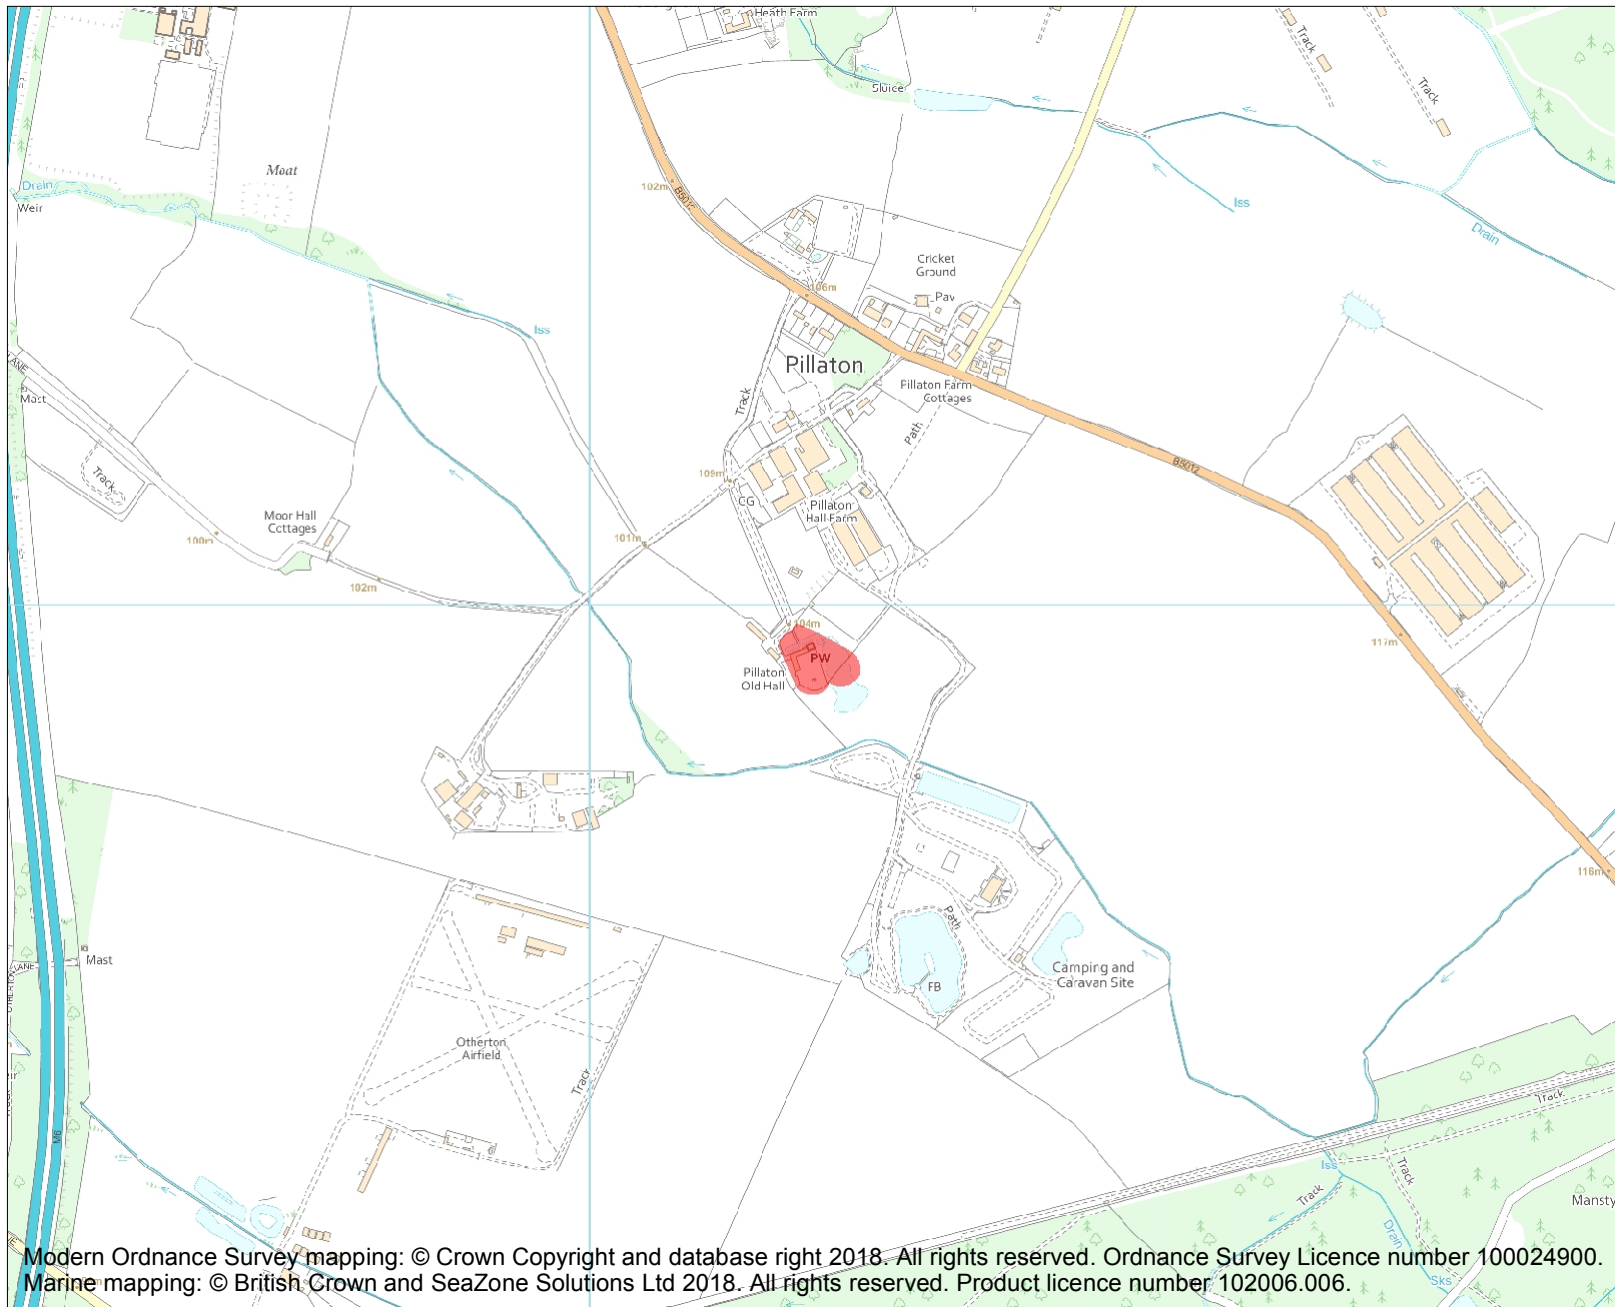 Heath Farm
Sluice
Track
Track
Moat
Drain
Weir
102m
B5012
Iss
Drain
Cricket
Ground
Pav
106m
Iss
Pillaton
Pillaton Farm
Cottages
LANE
Mast
Track
Path
Track
B5012
109m
CG
Pillaton
Hall Farm
Moor Hall
Cottages
100m
101m
102m
104m
PW
Pillaton
Old Hall
117m
116m
Path
Mast
LANE
FB
Camping and
Caravan Site
Otherton
Airfield
Track
M6
Track
Iss
Track
Track
Mansty
Drain
Sks
Modern Ordnance Survey mapping: © Crown Copyright and database right 2018. All rights reserved. Ordnance Survey Licence number 100024900.
Marine mapping: © British Crown and SeaZone Solutions Ltd 2018. All rights reserved. Product licence number 102006.006.